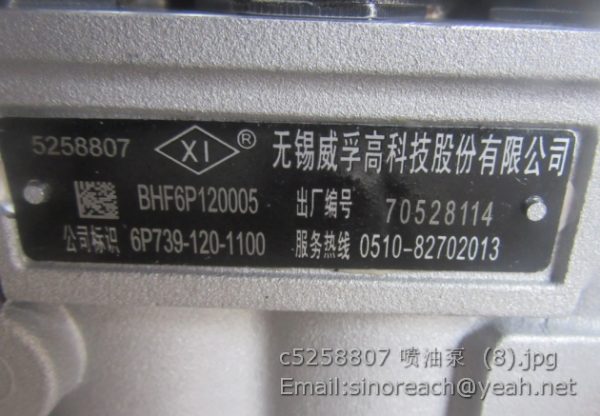 5258807 XI ® 无锡威孚高科技股份有限公司
BHF6P120005 出厂编号 70528114
公司标识 6P739-120-1100 服务热线 0510-82702013
c5258807 喷油泵 (8).jpg
Email:sinoreach@yeah.net